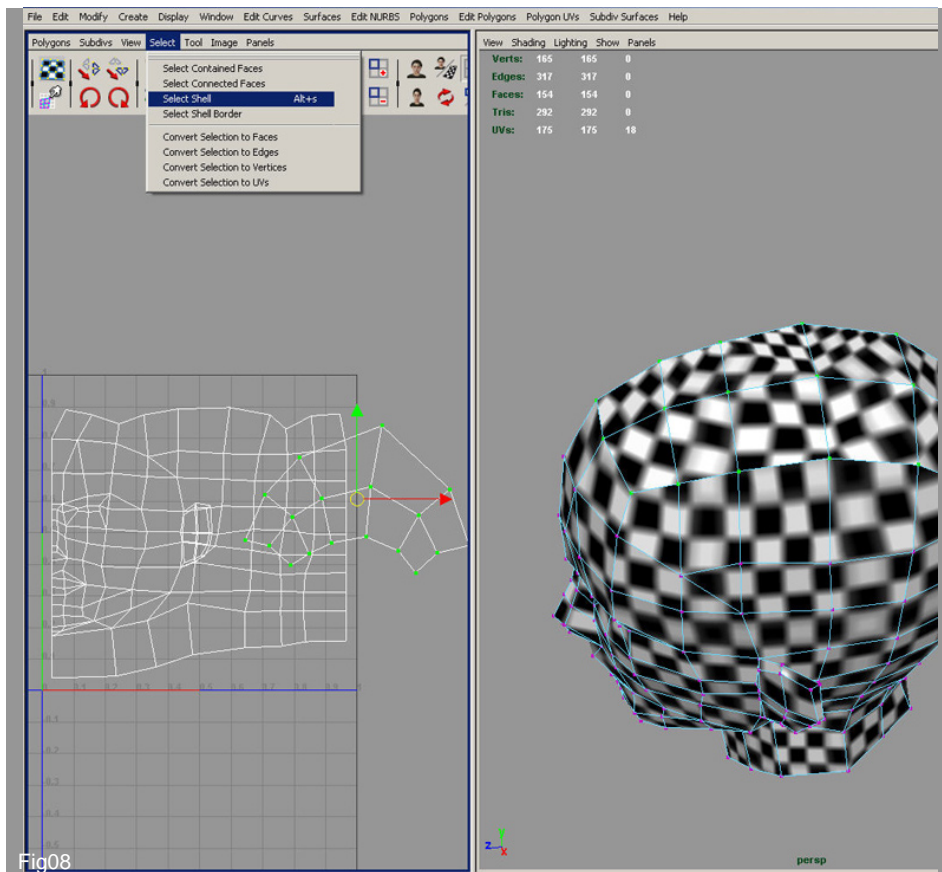 File Edit Modify Create Display Window Edit Curves Surfaces Edit NURBS Polygons Edit Polygons Polygon UVs Subdiv Surfaces Help
Polygons Subdivs View Select Tool Image Panels
Select Contained Faces
Select Connected Faces
Select Shell Alt+s
Select Shell Border
Convert Selection to Faces
Convert Selection to Edges
Convert Selection to Vertices
Convert Selection to UVs
View Shading Lighting Show Panels
Verts: 165 165 0
Edges: 317 317 0
Faces: 154 154 0
Tris: 292 292 0
UVs: 175 175 18
z x
persp
Fig08